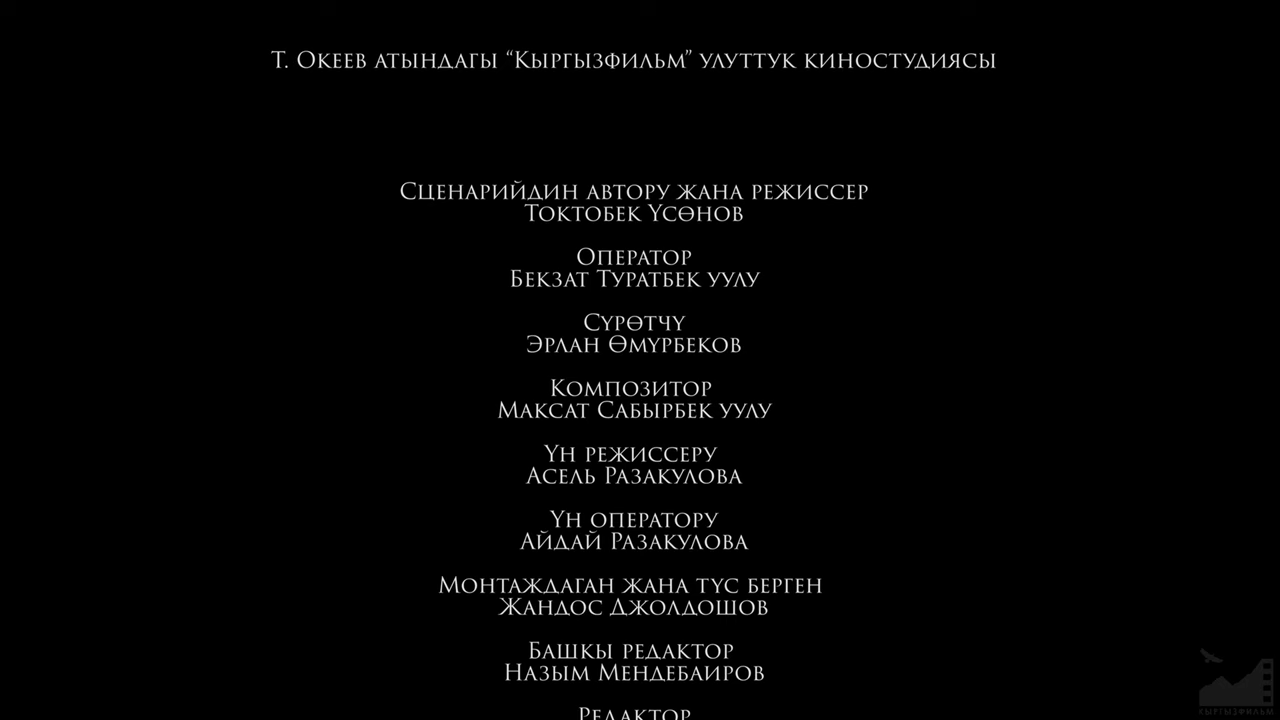 Т. Океев атындагы “Кыргызфильм” улуттук киностудиясы
Сценарийдин автору жана режиссер
Токтобек Үсөнов
Оператор
Бекзат Туратбек уулу
Сүрөтчү
Эрлан Өмүрбеков
Композитор
Максат Сабырбек уулу
Үн режиссеру
Асель Разакулова
Үн оператору
Айдай Разакулова
Монтаждаган жана түс берген
Жандос Джолдошов
Башкы редактор
Назым Мендебаиров
Редактор
КЫРГЫЗФИЛЬМ